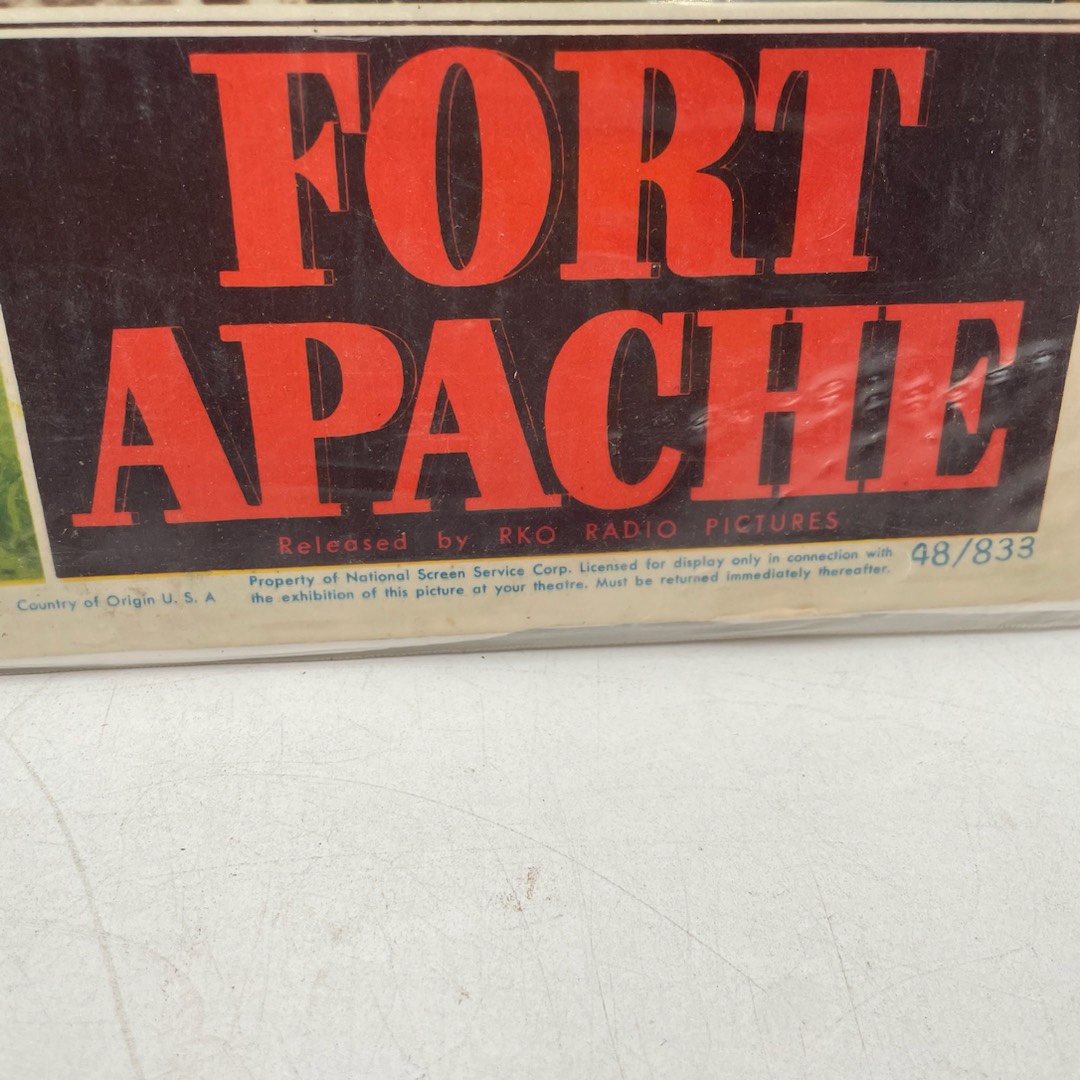 FORT
APACHE
Released by RKO RADIO PICTURES
Property of National Screen Service Corp. Licensed for display only in connection with
the exhibition of this picture at your theatre. Must be returned immediately thereafter.
48/833
Country of Origin U. S. A